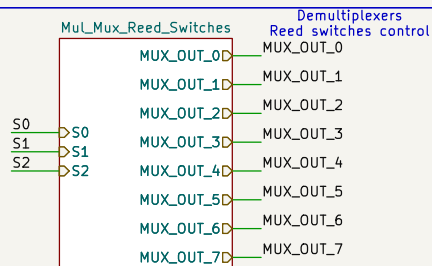 Demultiplexers
Reed switches control
Mul_Mux_Reed_Switches
MUX_OUT_0 MUX_OUT_0
MUX_OUT_1 MUX_OUT_1
MUX_OUT_2 MUX_OUT_2
S0 S0 MUX_OUT_3 MUX_OUT_3
S1 S1
S2 S2 MUX_OUT_4 MUX_OUT_4
MUX_OUT_5 MUX_OUT_5
MUX_OUT_6 MUX_OUT_6
MUX_OUT_7 MUX_OUT_7